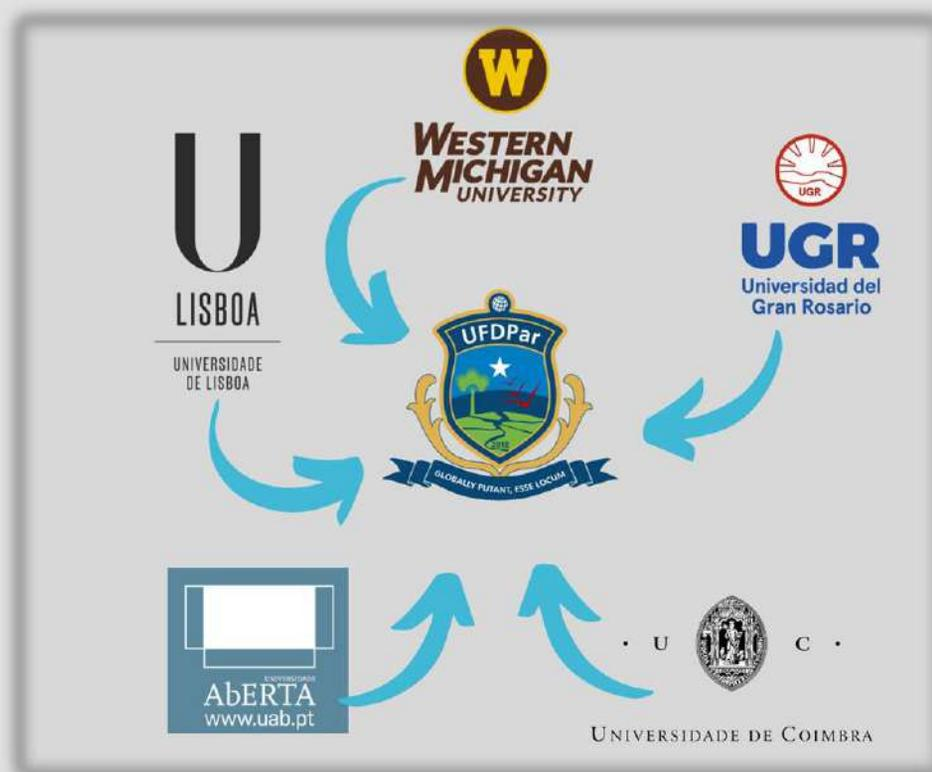 W
WESTERN
MICHIGAN
UNIVERSITY
U
LISBOA
UNIVERSIDADE
DE LISBOA
UGR
UGR
Universidad del
Gran Rosario
UFDPar
2018
GLOBALLY PUTANT, ESSE LOCUM
UNIVERSIDADE
AbERTA
www.uab.pt
· U C ·
UNIVERSIDADE DE COIMBRA